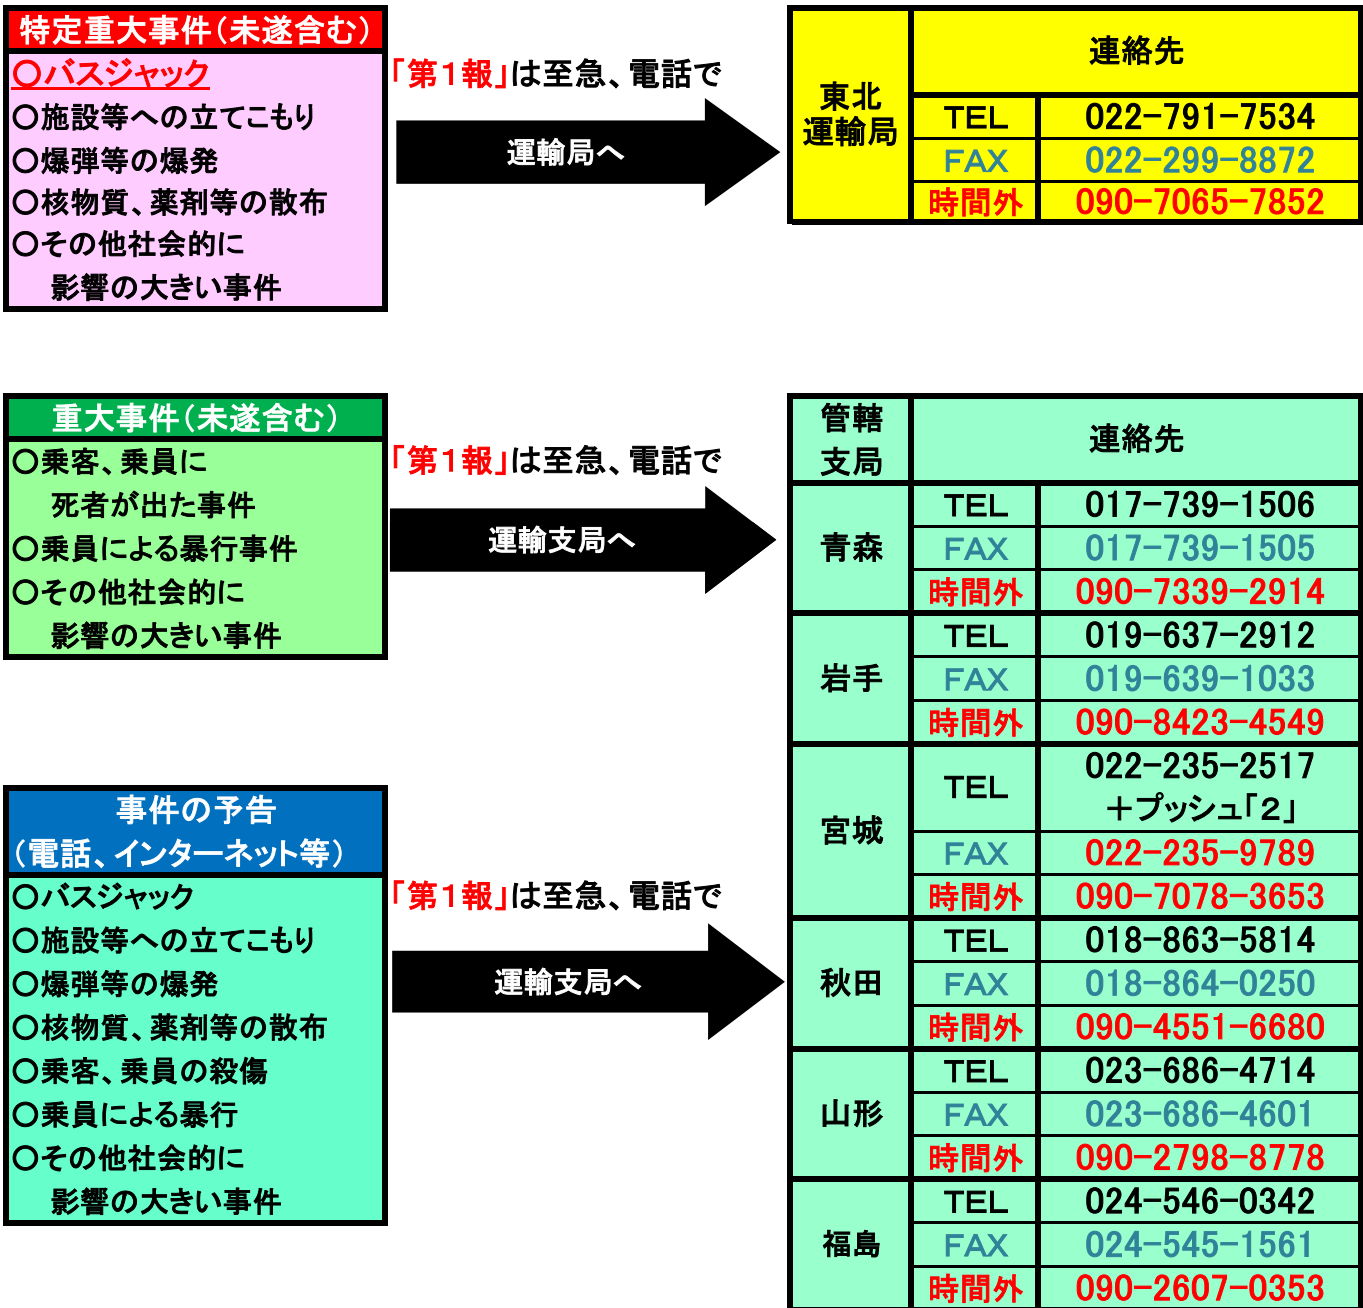 特定重大事件（未遂含む）
〇バスジャック
〇施設等への立てこもり
〇爆弾等の爆発
〇核物質、薬剤等の散布
〇その他社会的に
影響の大きい事件
「第１報」は至急、電話で
運輸局へ
東北
運輸局
連絡先
ＴＥＬ 022-791-7534
ＦＡＸ 022-299-8872
時間外 090-7065-7852
重大事件（未遂含む）
〇乗客、乗員に
死者が出た事件
〇乗員による暴行事件
〇その他社会的に
影響の大きい事件
「第１報」は至急、電話で
運輸支局へ
事件の予告
（電話、インターネット等）
〇バスジャック
〇施設等への立てこもり
〇爆弾等の爆発
〇核物質、薬剤等の散布
〇乗客、乗員の殺傷
〇乗員による暴行
〇その他社会的に
影響の大きい事件
「第１報」は至急、電話で
運輸支局へ
管轄
支局
連絡先
青森
ＴＥＬ 017-739-1506
ＦＡＸ 017-739-1505
時間外 090-7339-2914
岩手
ＴＥＬ 019-637-2912
ＦＡＸ 019-639-1033
時間外 090-8423-4549
宮城
ＴＥＬ 022-235-2517
＋プッシュ「２」
ＦＡＸ 022-235-9789
時間外 090-7078-3653
秋田
ＴＥＬ 018-863-5814
ＦＡＸ 018-864-0250
時間外 090-4551-6680
山形
ＴＥＬ 023-686-4714
ＦＡＸ 023-686-4601
時間外 090-2798-8778
福島
ＴＥＬ 024-546-0342
ＦＡＸ 024-545-1561
時間外 090-2607-0353